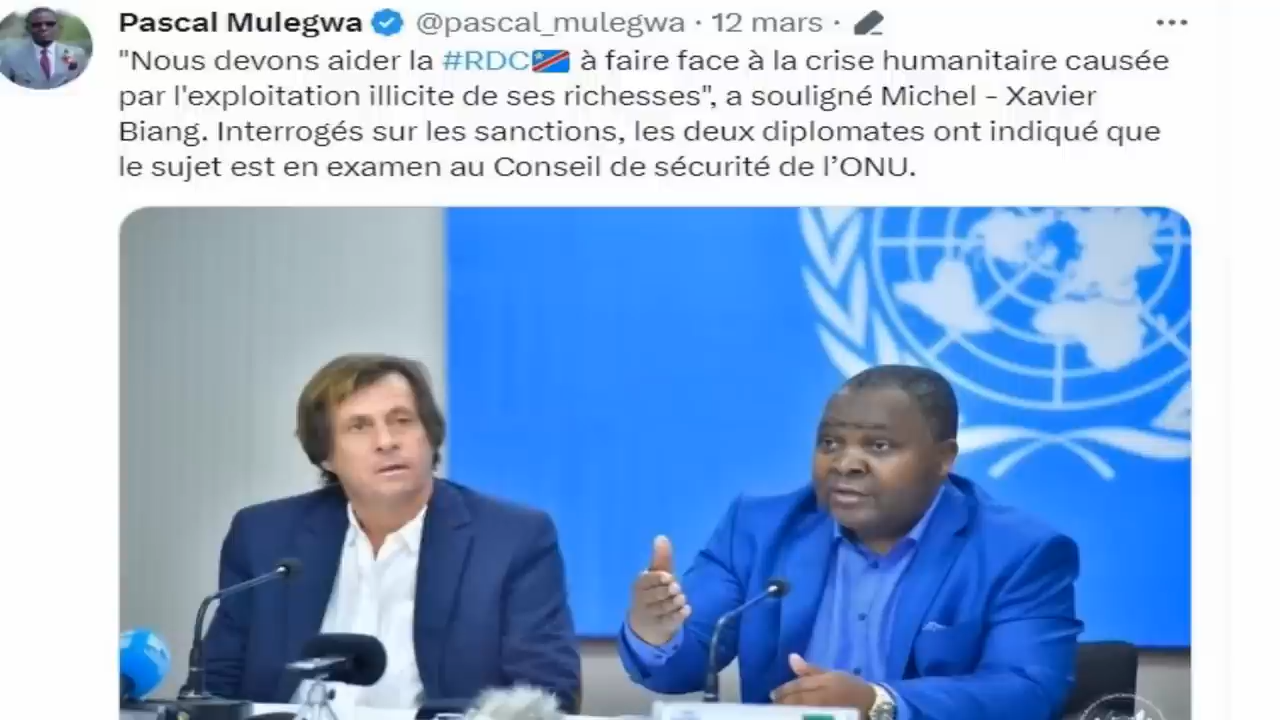 Pascal Mulegwa @pascal_mulegwa · 12 mars ·
"Nous devons aider la #RDC🇨🇩 à faire face à la crise humanitaire causée
par l'exploitation illicite de ses richesses", a souligné Michel - Xavier
Biang. Interrogés sur les sanctions, les deux diplomates ont indiqué que
le sujet est en examen au Conseil de sécurité de l’ONU.